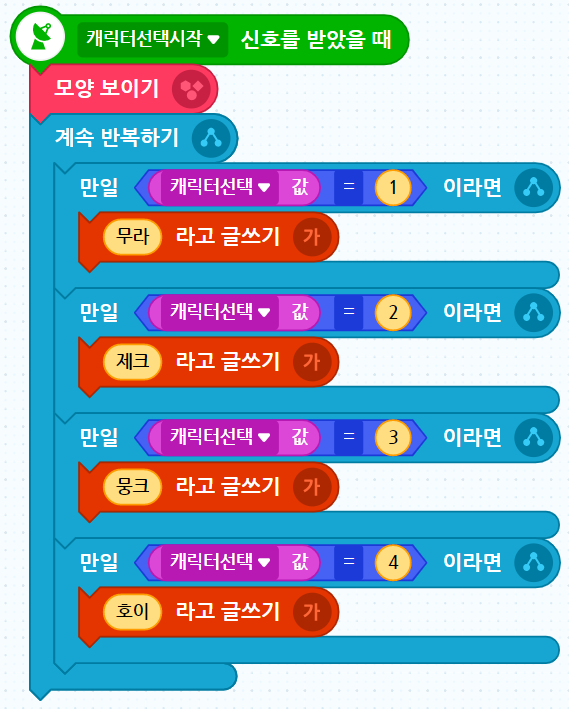 캐릭터선택시작 신호를 받았을 때
모양 보이기
계속 반복하기
만일 캐릭터선택 값 = 1 이라면
무라 라고 글쓰기 가
만일 캐릭터선택 값 = 2 이라면
제크 라고 글쓰기 가
만일 캐릭터선택 값 = 3 이라면
뭉크 라고 글쓰기 가
만일 캐릭터선택 값 = 4 이라면
호이 라고 글쓰기 가